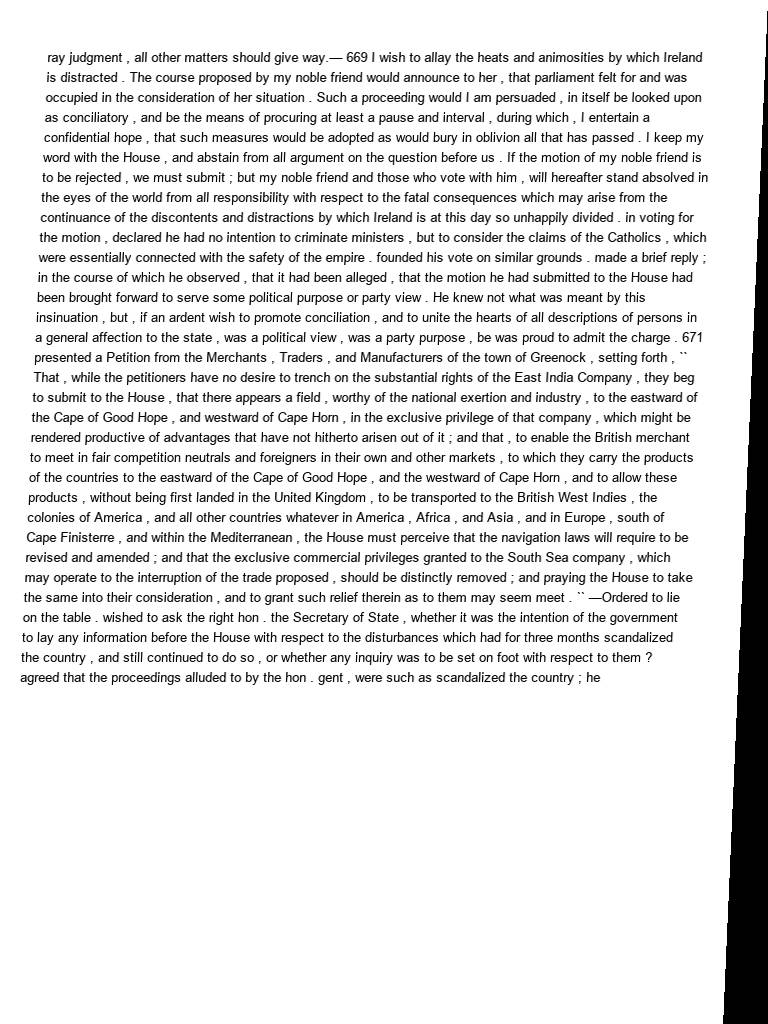 ray judgment , all other matters should give way.— 669 I wish to allay the heats and animosities by which Ireland
is distracted . The course proposed by my noble friend would announce to her , that parliament felt for and was
occupied in the consideration of her situation . Such a proceeding would I am persuaded , in itself be looked upon
as conciliatory , and be the means of procuring at least a pause and interval , during which , I entertain a
confidential hope , that such measures would be adopted as would bury in oblivion all that has passed . I keep my
word with the House , and abstain from all argument on the question before us . If the motion of my noble friend is
to be rejected , we must submit ; but my noble friend and those who vote with him , will hereafter stand absolved in
the eyes of the world from all responsibility with respect to the fatal consequences which may arise from the
continuance of the discontents and distractions by which Ireland is at this day so unhappily divided . in voting for
the motion , declared he had no intention to criminate ministers , but to consider the claims of the Catholics , which
were essentially connected with the safety of the empire . founded his vote on similar grounds . made a brief reply ;
in the course of which he observed , that it had been alleged , that the motion he had submitted to the House had
been brought forward to serve some political purpose or party view . He knew not what was meant by this
insinuation , but , if an ardent wish to promote conciliation , and to unite the hearts of all descriptions of persons in
a general affection to the state , was a political view , was a party purpose , be was proud to admit the charge . 671
presented a Petition from the Merchants , Traders , and Manufacturers of the town of Greenock , setting forth , ``
That , while the petitioners have no desire to trench on the substantial rights of the East India Company , they beg
to submit to the House , that there appears a field , worthy of the national exertion and industry , to the eastward of
the Cape of Good Hope , and westward of Cape Horn , in the exclusive privilege of that company , which might be
rendered productive of advantages that have not hitherto arisen out of it ; and that , to enable the British merchant
to meet in fair competition neutrals and foreigners in their own and other markets , to which they carry the products
of the countries to the eastward of the Cape of Good Hope , and the westward of Cape Horn , and to allow these
products , without being first landed in the United Kingdom , to be transported to the British West Indies , the
colonies of America , and all other countries whatever in America , Africa , and Asia , and in Europe , south of
Cape Finisterre , and within the Mediterranean , the House must perceive that the navigation laws will require to be
revised and amended ; and that the exclusive commercial privileges granted to the South Sea company , which
may operate to the interruption of the trade proposed , should be distinctly removed ; and praying the House to take
the same into their consideration , and to grant such relief therein as to them may seem meet . `` —Ordered to lie
on the table . wished to ask the right hon . the Secretary of State , whether it was the intention of the government
to lay any information before the House with respect to the disturbances which had for three months scandalized
the country , and still continued to do so , or whether any inquiry was to be set on foot with respect to them ?
agreed that the proceedings alluded to by the hon . gent , were such as scandalized the country ; he